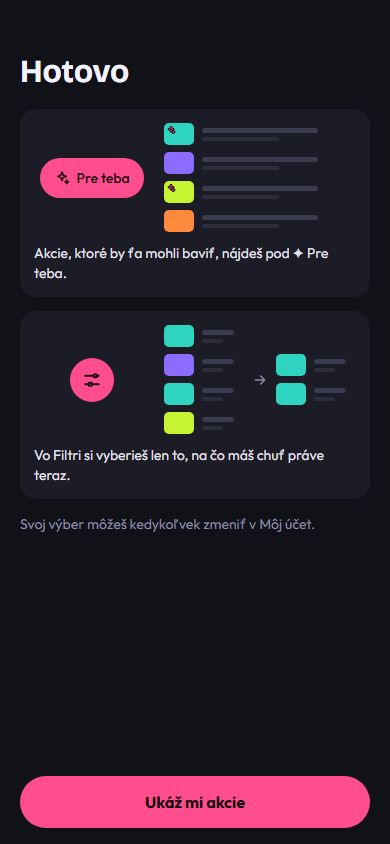 Hotovo
Pre teba
Akcie, ktoré by ťa mohli baviť, nájdeš pod ✦ Pre
teba.
Vo Filtri si vyberieš len to, na čo máš chuť práve
teraz.
Svoj výber môžeš kedykoľvek zmeniť v Môj účet.
Ukáž mi akcie